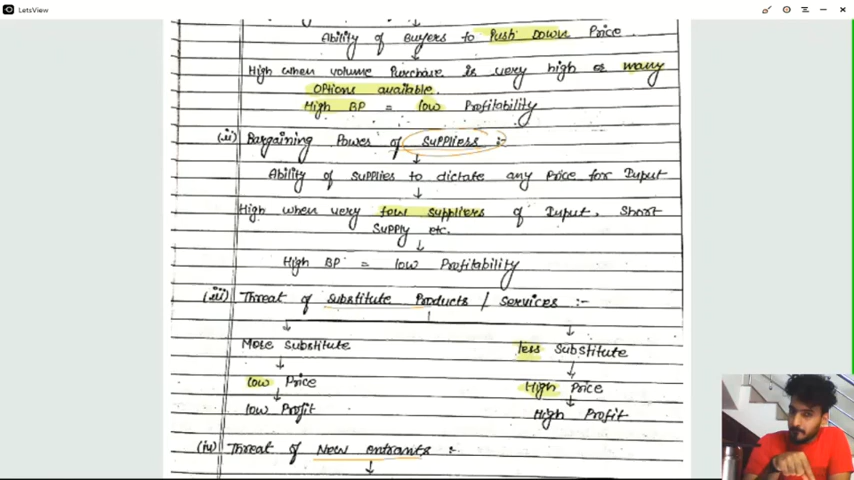 LetsView
Ability of Buyers to Push Down Price
High when volume Purchase is very high or many
Options available.
High BP = low Profitability
(ii) Bargaining Power of Suppliers :-
Ability of supplies to dictate any Price for Input
High when very few suppliers of Input, Short
Supply etc.
High BP = low Profitability
(iii) Threat of Substitute Products / Services :-
More Substitute less Substitute
low Price High Price
low Profit High Profit
(iv) Threat of New entrants :-